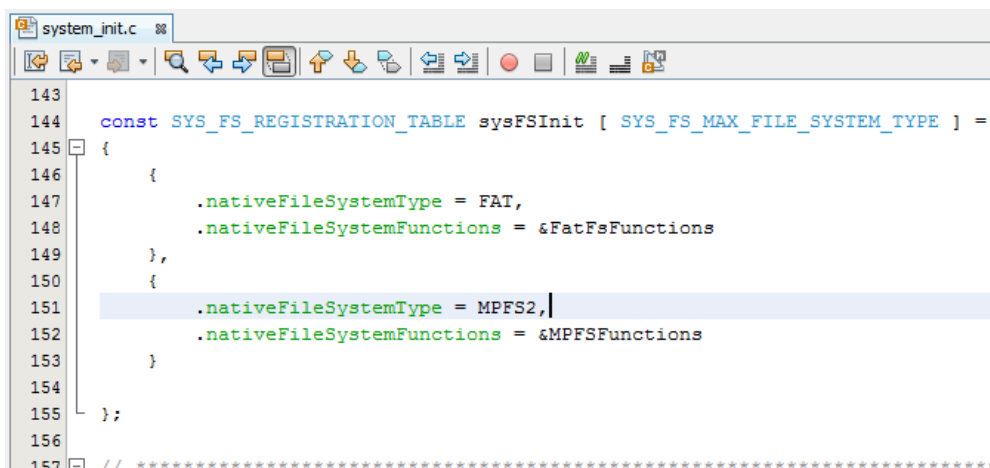 system_init.c
143
144 const SYS_FS_REGISTRATION_TABLE sysFSInit [ SYS_FS_MAX_FILE_SYSTEM_TYPE ] =
145 {
146 {
147 .nativeFileSystemType = FAT,
148 .nativeFileSystemFunctions = &FatFsFunctions
149 },
150 {
151 .nativeFileSystemType = MPFS2,
152 .nativeFileSystemFunctions = &MPFSFunctions
153 }
154
155 };
156
157 // *****************************************************************************